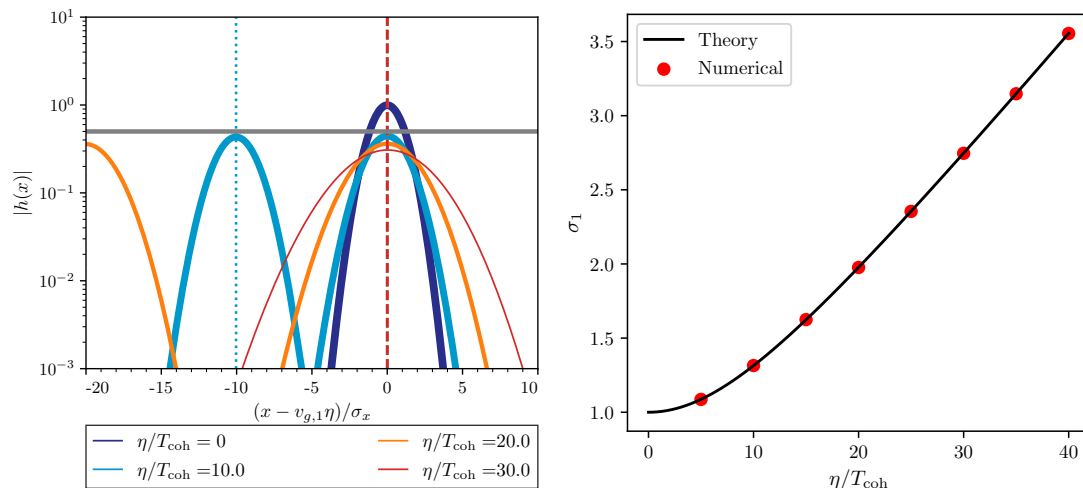 10^1
10^0
10^{-1}
10^{-2}
10^{-3}
|h(x)|
-20 -15 -10 -5 0 5 10
(x − v_{g,1}η)/σ_x
η/T_coh = 0
η/T_coh =10.0
η/T_coh =20.0
η/T_coh =30.0
Theory
Numerical
3.5
3.0
2.5
2.0
1.5
1.0
σ_1
0 10 20 30 40
η/T_coh